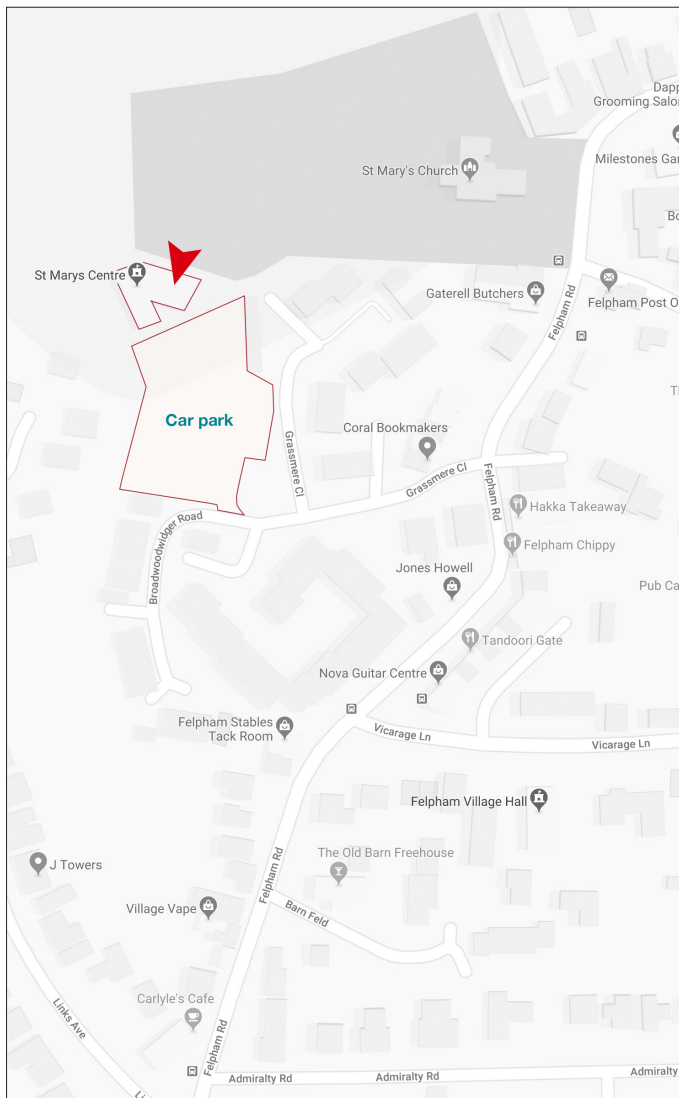 Dapp
Grooming Salo
St Mary's Church
Milestones Ga
Bo
St Marys Centre
Gaterell Butchers
Felpham Post O
Felpham Rd
Car park
Grassmere Cl
Coral Bookmakers
Grassmere Cl
Felpham Rd
Hakka Takeaway
Broadwoodwidger Road
Felpham Chippy
Jones Howell
Pub Ca
Tandoori Gate
Nova Guitar Centre
Felpham Stables
Tack Room
Vicarage Ln
Vicarage Ln
Felpham Village Hall
The Old Barn Freehouse
J Towers
Felpham Rd
Village Vape
Barn Feld
Carlyle's Cafe
Links Ave
Felpham Rd
Admiralty Rd
Admiralty Rd
Admiralty